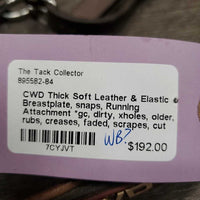 The Tack Collector
895582-84
CWD Thick Soft Leather & Elastic
Breastplate, snaps, Running
Attachment *gc, dirty, xholes, older,
rubs, creases, faded, scrapes, cut
7CYJVT
WB?
$192.00